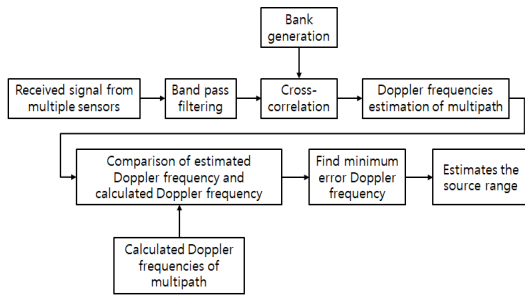 Bank
generation
Received signal from
multiple sensors
Band pass
filtering
Cross-
correlation
Doppler frequencies
estimation of multipath
Comparison of estimated
Doppler frequency and
calculated Doppler frequency
Find minimum
error Doppler
frequency
Estimates the
source range
Calculated Doppler
frequencies of
multipath